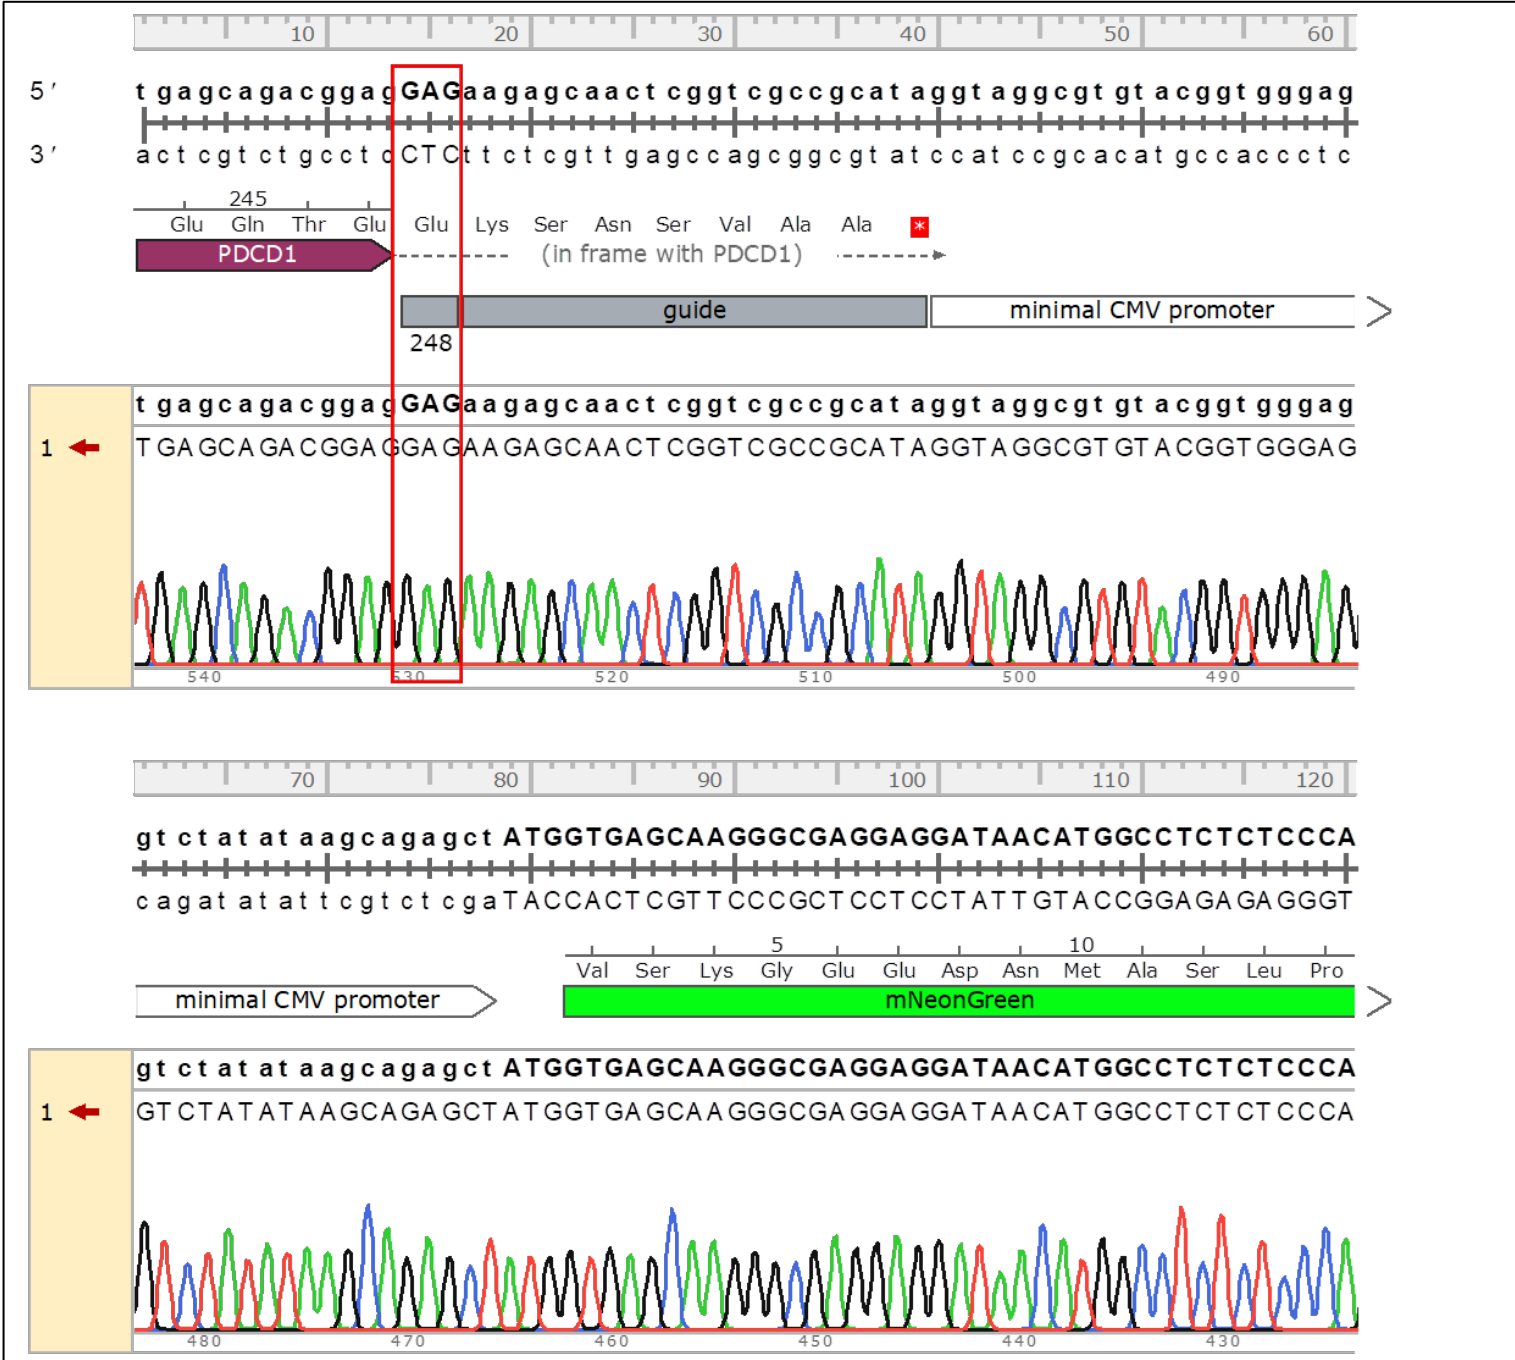 10 20 30 40 50 60
5′ tgagcagacggagGAGaagagcaactcggtcgccgcataggtaggcgtgtacggtgggag
3′ actcgtctgcctcCTCttctcgttgagccagcggcgtatccatccgcacatgccaccctc
245
Glu Gln Thr Glu Glu Lys Ser Asn Ser Val Ala Ala *
PDCD1 (in frame with PDCD1)
guide minimal CMV promoter
248
tgagcagacggagGAGaagagcaactcggtcgccgcataggtaggcgtgtacggtgggag
1 TGAGCAGACGGAGGAGAAGAGCAACTCGGTCGCCGCATAGGTAGGCGTGTACGGTGGGAG
540 530 520 510 500 490
70 80 90 100 110 120
gtctatataagcagagctATGGTGAGCAAGGGCGAGGAGGATAACATGGCCTCTCTCCCA
cagatatattcgtctcgaTACCACTCGTTCCCGCTCCTCCTATTGTACCGGAGAGAGGGT
5 10
Val Ser Lys Gly Glu Glu Asp Asn Met Ala Ser Leu Pro
minimal CMV promoter mNeonGreen
gtctatataagcagagctATGGTGAGCAAGGGCGAGGAGGATAACATGGCCTCTCTCCCA
1 GTCTATATAAGCAGAGCTATGGTGAGCAAGGGCGAGGAGGATAACATGGCCTCTCTCCCA
480 470 460 450 440 430